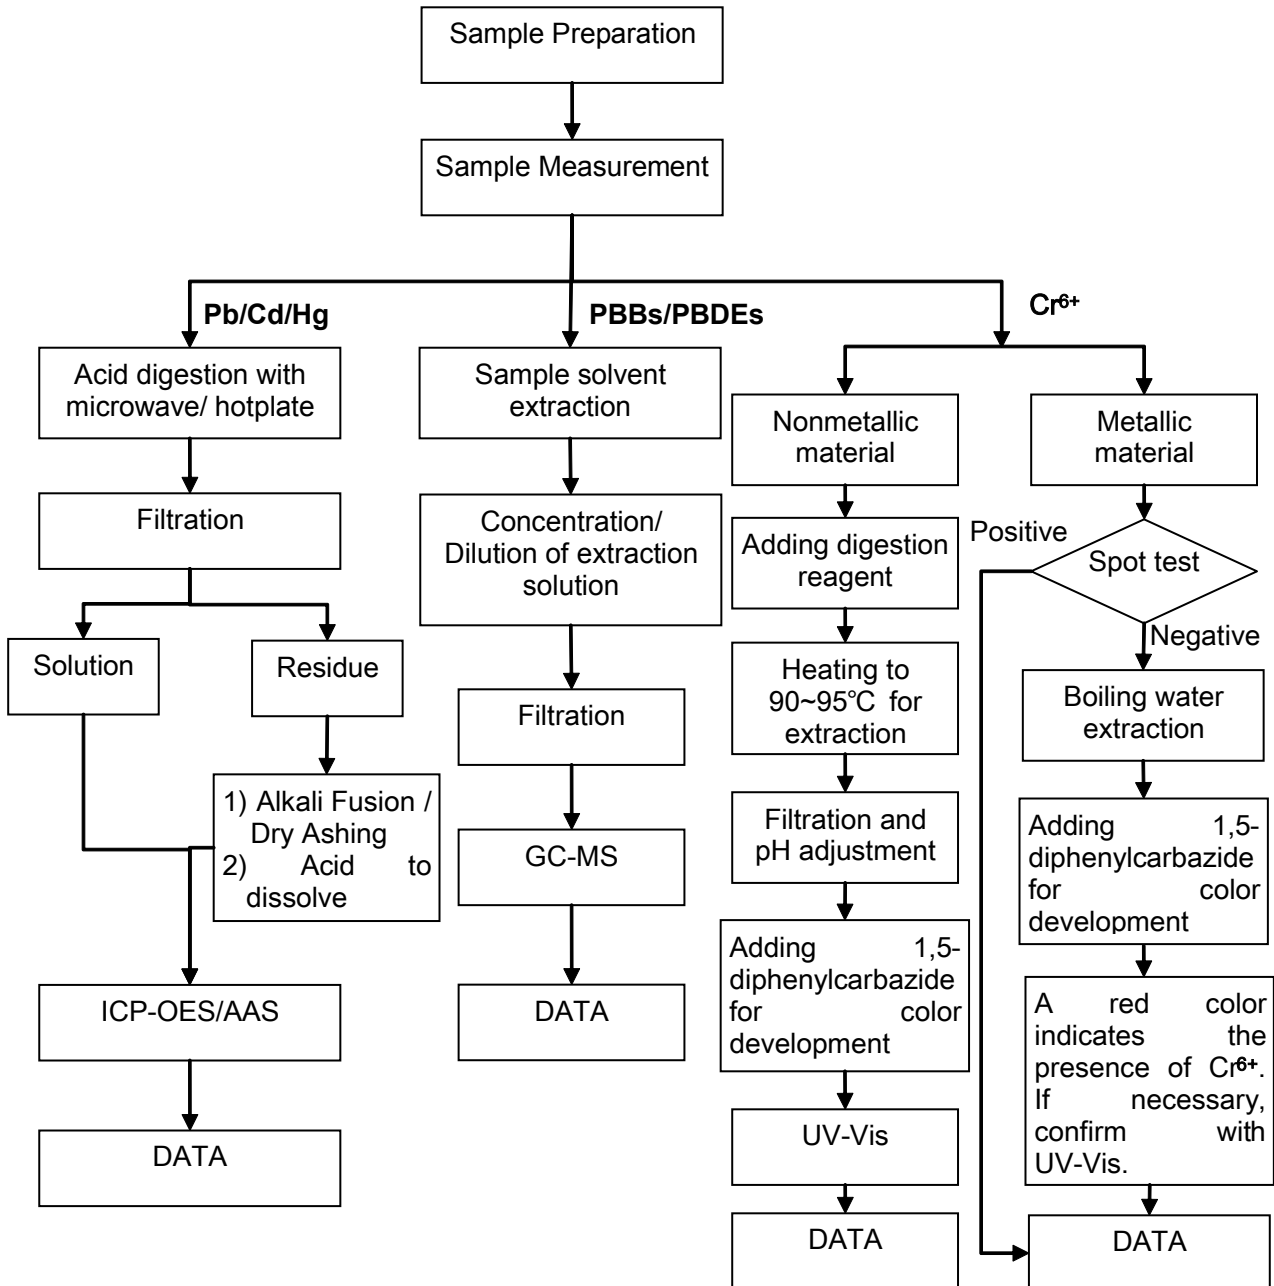 Sample Preparation
Sample Measurement
Pb/Cd/Hg
PBBs/PBDEs
Cr⁶⁺
Acid digestion with
microwave/ hotplate
Filtration
Solution
Residue
1) Alkali Fusion /
Dry Ashing
2) Acid to
dissolve
ICP-OES/AAS
DATA
Sample solvent
extraction
Concentration/
Dilution of extraction
solution
Filtration
GC-MS
DATA
Nonmetallic
material
Adding digestion
reagent
Heating to
90~95℃ for
extraction
Filtration and
pH adjustment
Adding 1,5-
diphenylcarbazide
for color
development
UV-Vis
DATA
Metallic
material
Spot test
Positive
Negative
Boiling water
extraction
Adding 1,5-
diphenylcarbazide
for color
development
A red color
indicates the
presence of Cr⁶⁺.
If necessary,
confirm with
UV-Vis.
DATA